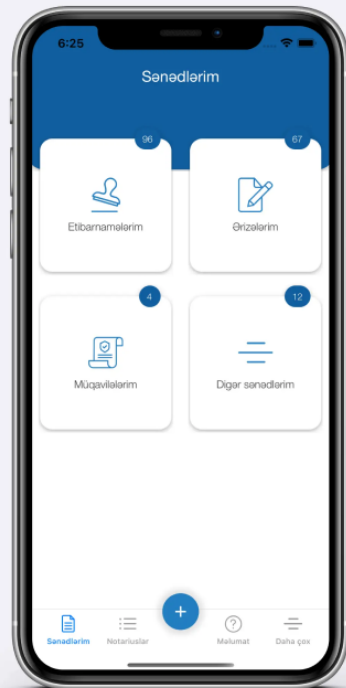 6:25
Sənədlərim
96
67
Etibarnamələrim
Ərizələrim
4
12
Müqavilələrim
Digər sənədlərim
+
Sənədlərim
Notariuslar
Məlumat
Daha çox